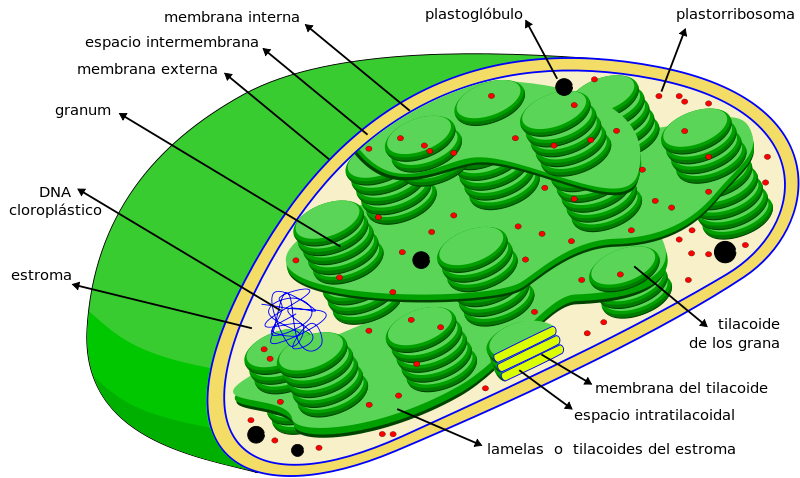 membrana interna
plastoglóbulo
plastorribosoma
espacio intermembrana
membrana externa
granum
DNA
cloroplástico
estroma
tilacoide
de los grana
membrana del tilacoide
espacio intratilacoidal
lamelas o tilacoides del estroma